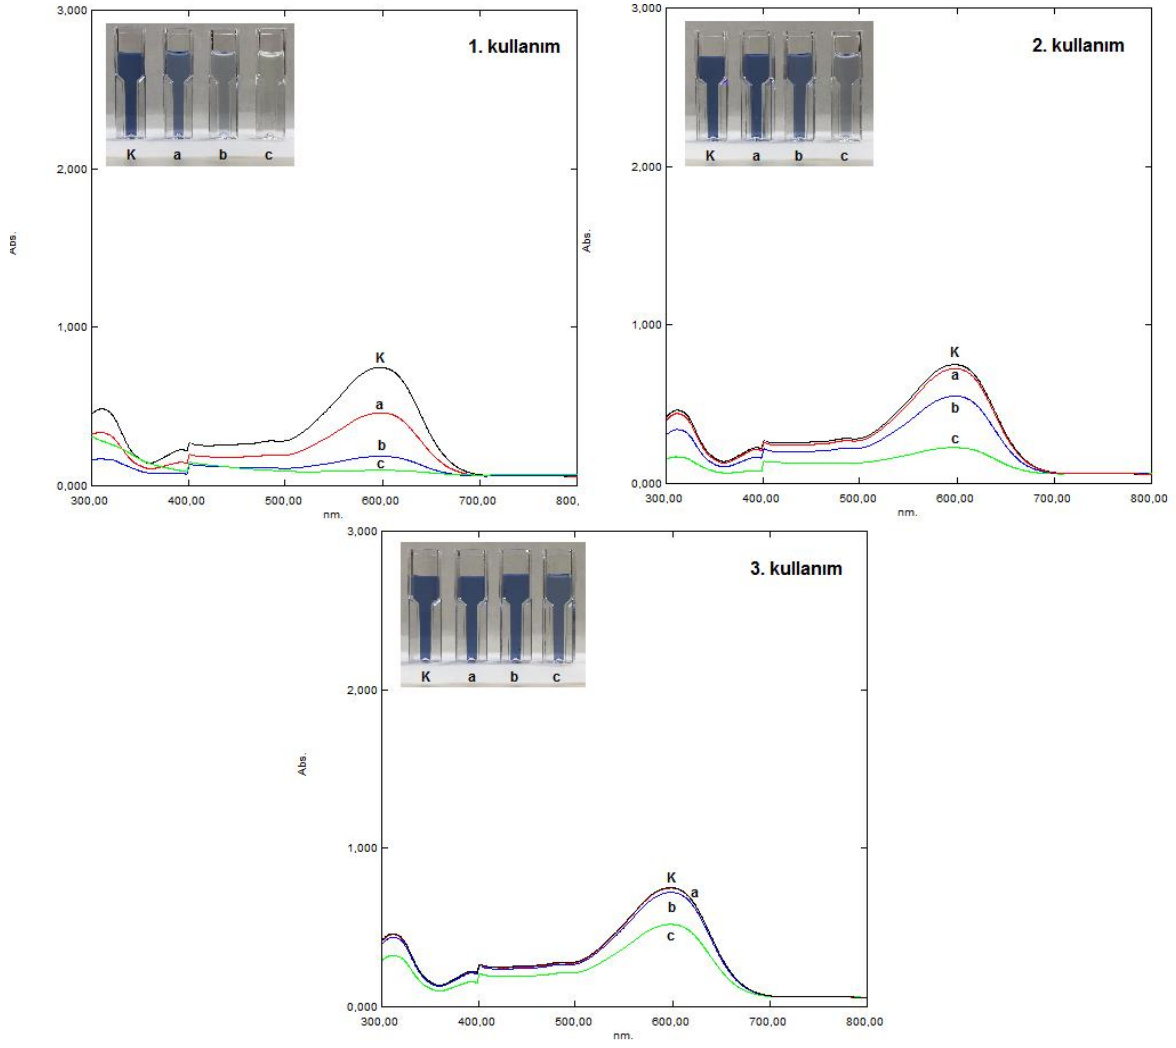 3,000
1. kullanım
K a b c
2,000
Abs.
1,000
K
a
b
c
0,000
300,00 400,00 500,00 600,00 700,00 800,
nm.
3,000
2. kullanım
K a b c
2,000
Abs.
1,000
K
a
b
c
0,000
300,00 400,00 500,00 600,00 700,00 800,00
nm.
3,000
3. kullanım
K a b c
2,000
Abs.
1,000
K
a
b
c
0,000
300,00 400,00 500,00 600,00 700,00 800,00
nm.